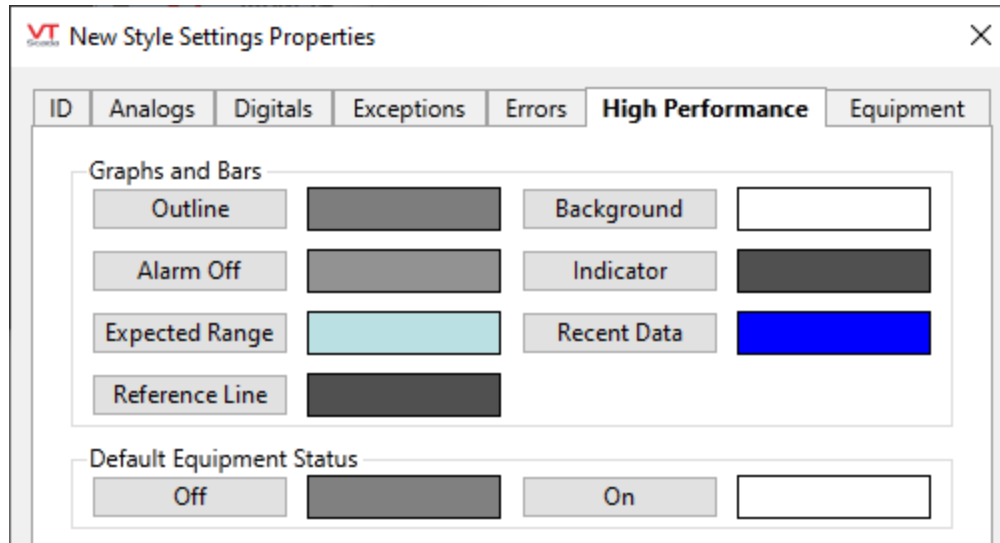 VT Scada New Style Settings Properties
ID Analogs Digitals Exceptions Errors High Performance Equipment
Graphs and Bars
Outline Background
Alarm Off Indicator
Expected Range Recent Data
Reference Line
Default Equipment Status
Off On